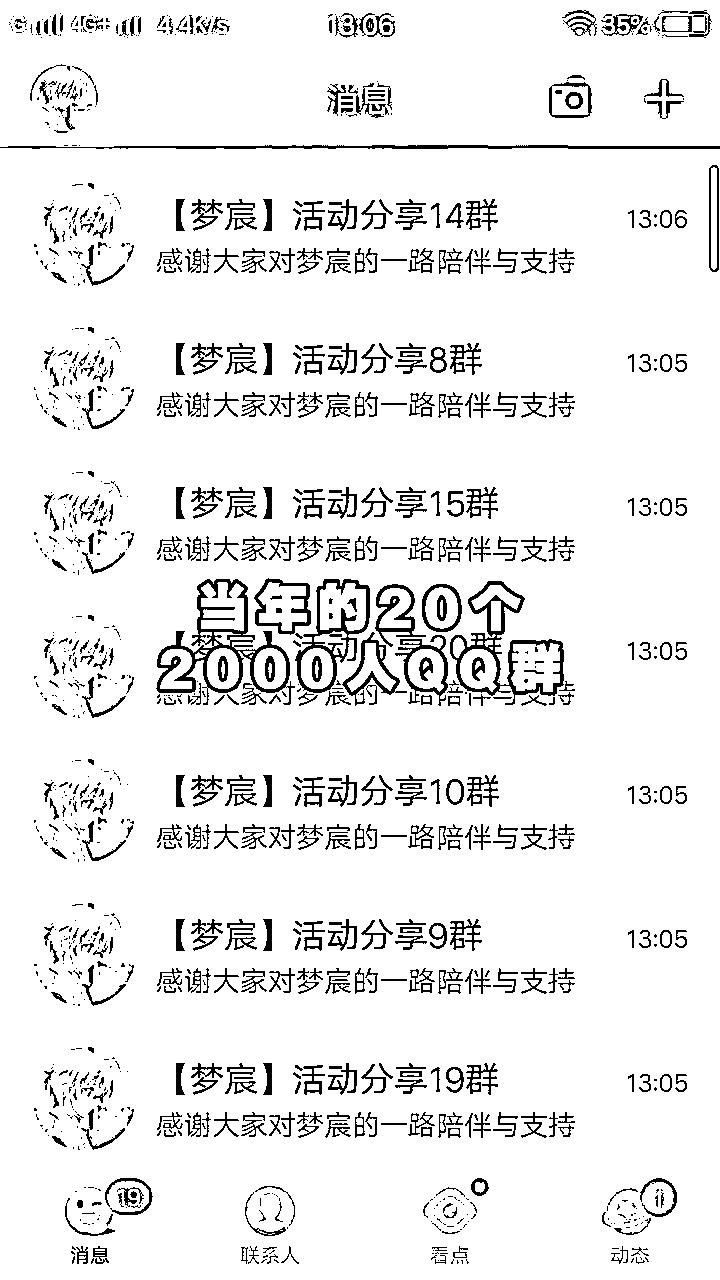 4G+ 4.4K/s 13:06 35%
消息
【梦宸】活动分享14群 13:06
感谢大家对梦宸的一路陪伴与支持
【梦宸】活动分享8群 13:05
感谢大家对梦宸的一路陪伴与支持
【梦宸】活动分享15群 13:05
感谢大家对梦宸的一路陪伴与支持
当年的20个
【梦宸】活动分享20群 13:05
2000人QQ群
感谢大家对梦宸的一路陪伴与支持
【梦宸】活动分享10群 13:05
感谢大家对梦宸的一路陪伴与支持
【梦宸】活动分享9群 13:05
感谢大家对梦宸的一路陪伴与支持
【梦宸】活动分享19群 13:05
感谢大家对梦宸的一路陪伴与支持
19
消息 联系人 看点 动态